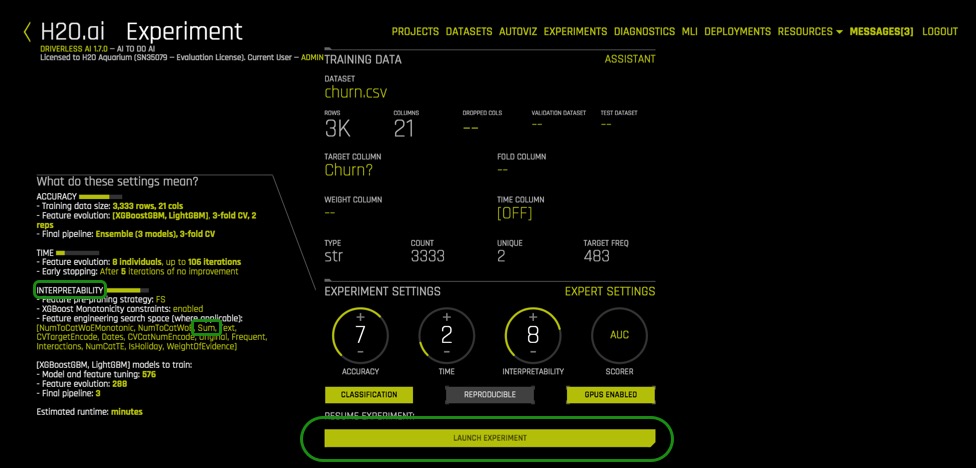 H2O.ai Experiment
DRIVERLESS AI 1.7.0 – AI TO DO AI
Licensed to H2O Aquarium (SN35079 – Evaluation License). Current User – ADMIN
PROJECTS DATASETS AUTOVIZ EXPERIMENTS DIAGNOSTICS MLI DEPLOYMENTS RESOURCES MESSAGES[3] LOGOUT
TRAINING DATA ASSISTANT
DATASET
churn.csv
ROWS COLUMNS DROPPED COLS VALIDATION DATASET TEST DATASET
3K 21 -- -- --
TARGET COLUMN FOLD COLUMN
Churn? --
WEIGHT COLUMN TIME COLUMN
-- [OFF]
TYPE COUNT UNIQUE TARGET FREQ
str 3333 2 483
What do these settings mean?
ACCURACY
- Training data size: 3,333 rows, 21 cols
- Feature evolution: [XGBoostGBM, LightGBM], 3-fold CV, 2
reps
- Final pipeline: Ensemble (3 models), 3-fold CV
TIME
- Feature evolution: 8 individuals, up to 106 iterations
- Early stopping: After 5 iterations of no improvement
INTERPRETABILITY
- Feature pre-pruning strategy: FS
- XGBoost Monotonicity constraints: enabled
- Feature engineering search space (where applicable):
[NumToCatWoEMonotonic, NumToCatWoE, Sum, Text,
CVTargetEncode, Dates, CVCatNumEncode, Original, Frequent,
Interactions, NumCatTE, IsHoliday, WeightOfEvidence]
[XGBoostGBM, LightGBM] models to train:
- Model and feature tuning: 576
- Feature evolution: 288
- Final pipeline: 3
Estimated runtime: minutes
EXPERIMENT SETTINGS EXPERT SETTINGS
+ + +
7 2 8 AUC
- - -
ACCURACY TIME INTERPRETABILITY SCORER
CLASSIFICATION REPRODUCIBLE GPUS ENABLED
RESUME EXPERIMENT:
LAUNCH EXPERIMENT